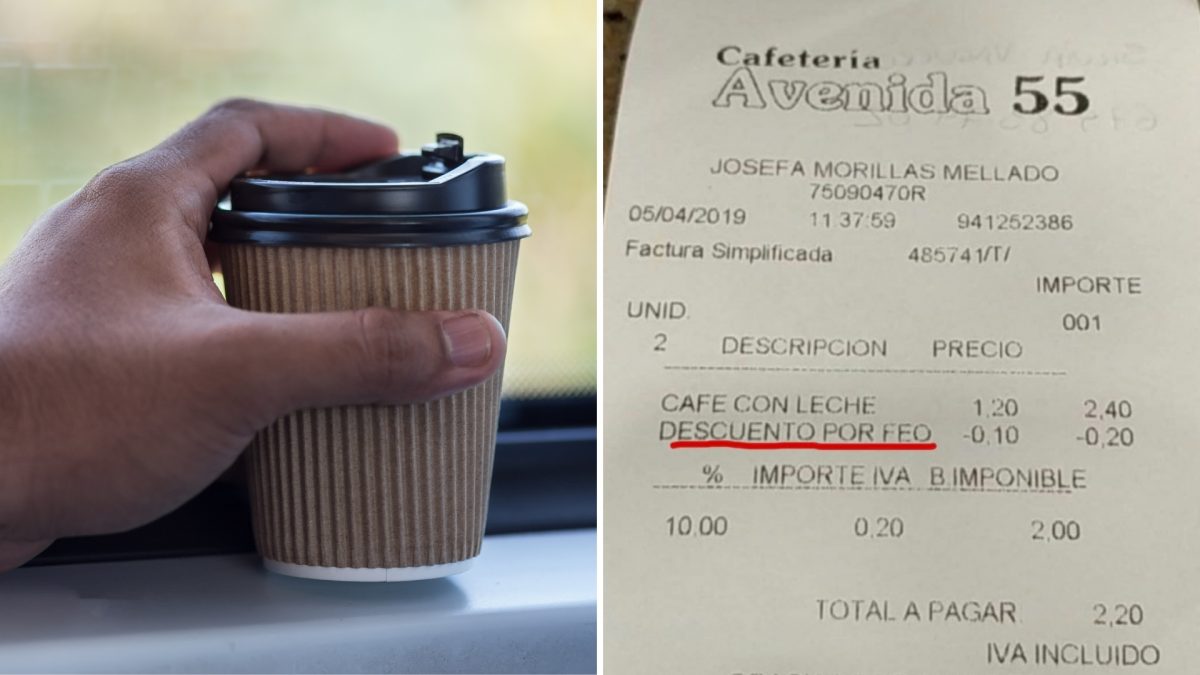 Cafetería
Avenida 55
JOSEFA MORILLAS MELLADO
75090470R
05/04/2019 11:37:59 941252386
Factura Simplificada 485741/T/
IMPORTE
UNID. 001
2 DESCRIPCION PRECIO
CAFE CON LECHE 1,20 2,40
DESCUENTO POR FEO -0,10 -0,20
% IMPORTE IVA B.IMPONIBLE
10,00 0,20 2,00
TOTAL A PAGAR 2,20
IVA INCLUIDO